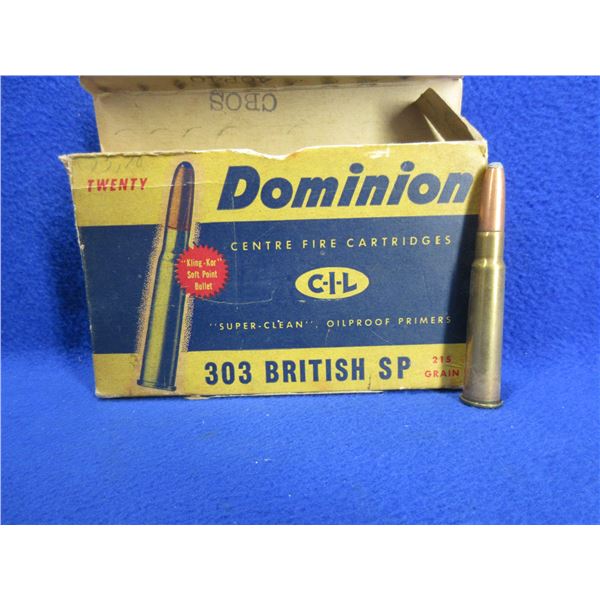 CBOS
TWENTY
Dominion
CENTRE FIRE CARTRIDGES
"Kling-Kor"
Soft Point
Bullet
C-I-L
"SUPER-CLEAN", OILPROOF PRIMERS
303 BRITISH SP
215
GRAIN